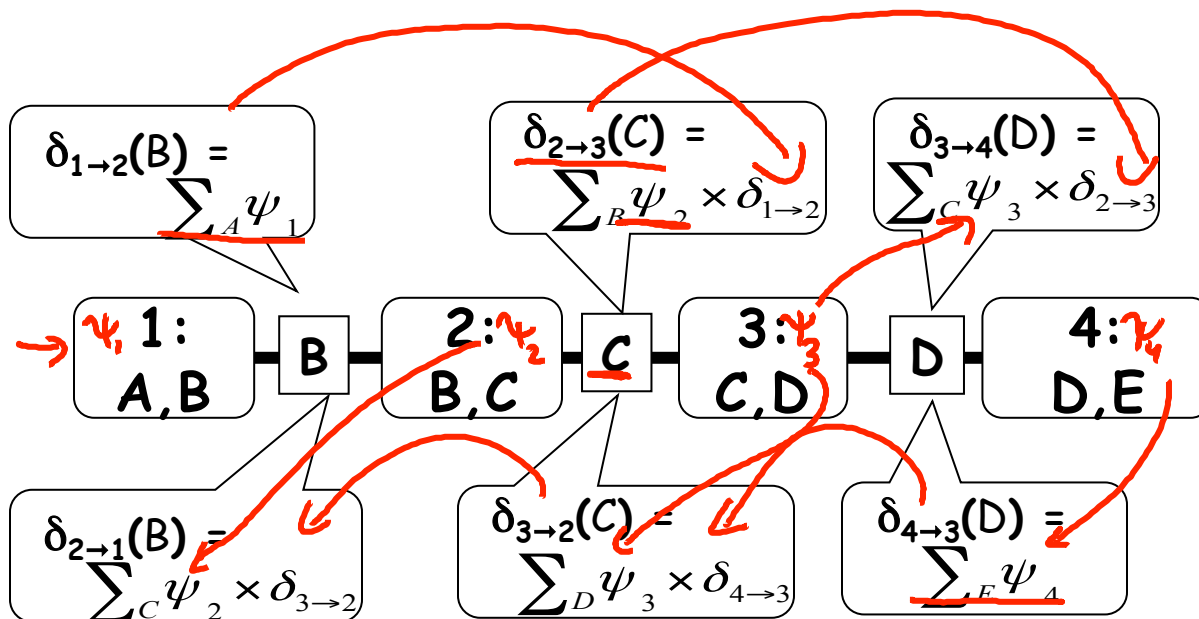 δ1→2(B) =
∑A ψ1
δ2→3(C) =
∑B ψ2 × δ1→2
δ3→4(D) =
∑C ψ3 × δ2→3
ψ1 1:
A,B
B
2: ψ2
B,C
C
3: ψ3
C,D
D
4: ψ4
D,E
δ2→1(B) =
∑C ψ2 × δ3→2
δ3→2(C) =
∑D ψ3 × δ4→3
δ4→3(D) =
∑E ψ4